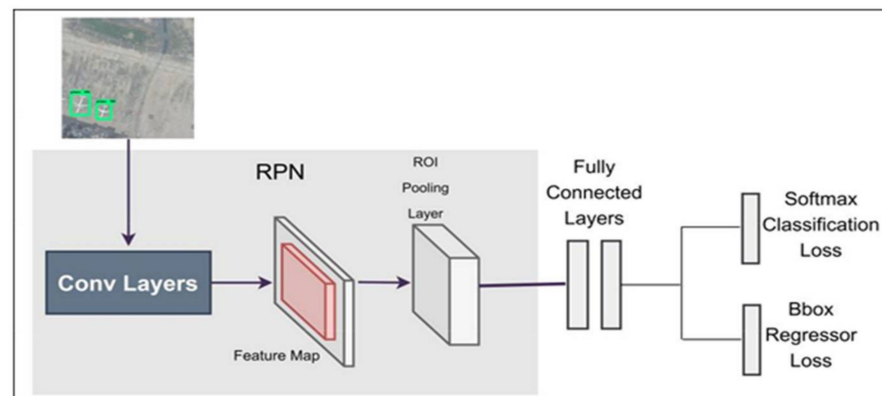 RPN
Conv Layers
Feature Map
ROI
Pooling
Layer
Fully
Connected
Layers
Softmax
Classification
Loss
Bbox
Regressor
Loss